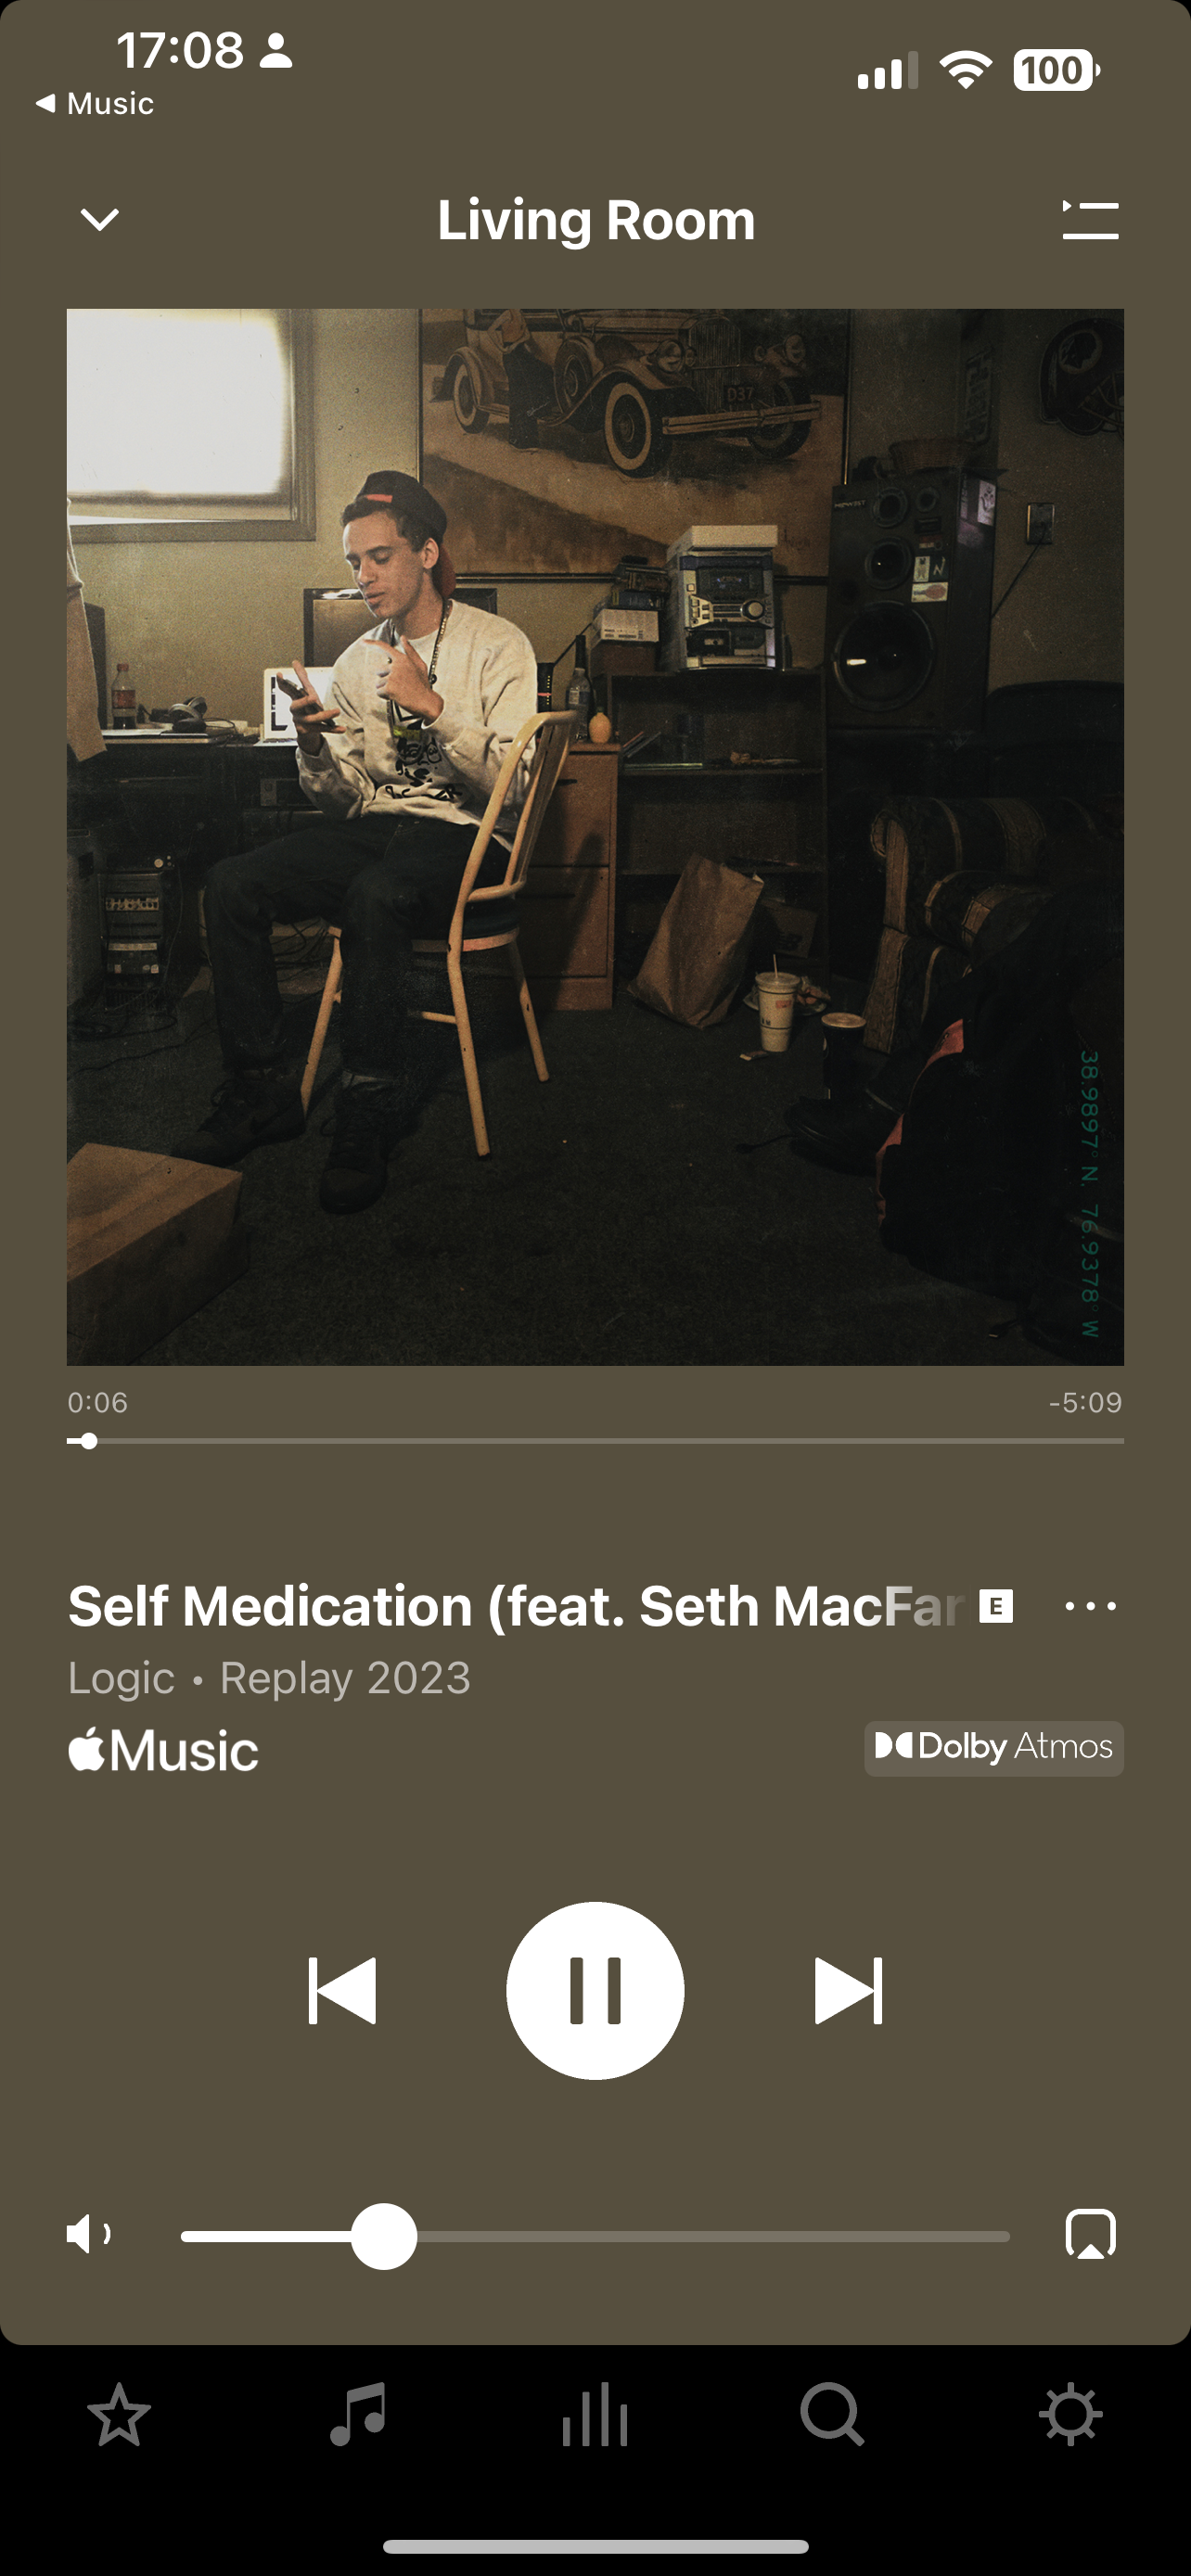 17:08
100
Music
Living Room
D37
38.9897° N. 76.9378° W
0:06
-5:09
Self Medication (feat. Seth MacFar E
Logic • Replay 2023
Music
Dolby Atmos